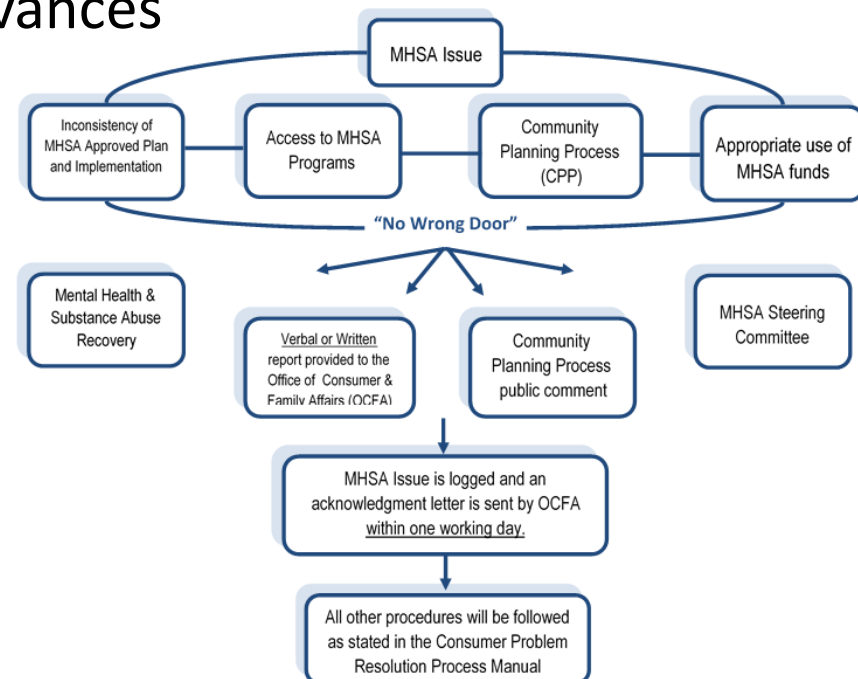 vances
MHSA Issue
Inconsistency of
MHSA Approved Plan
and Implementation
Access to MHSA
Programs
Community
Planning Process
(CPP)
Appropriate use of
MHSA funds
“No Wrong Door”
Mental Health &
Substance Abuse
Recovery
Verbal or Written
report provided to the
Office of Consumer &
Family Affairs (OCFA)
Community
Planning Process
public comment
MHSA Steering
Committee
MHSA Issue is logged and an
acknowledgment letter is sent by OCFA
within one working day.
All other procedures will be followed
as stated in the Consumer Problem
Resolution Process Manual